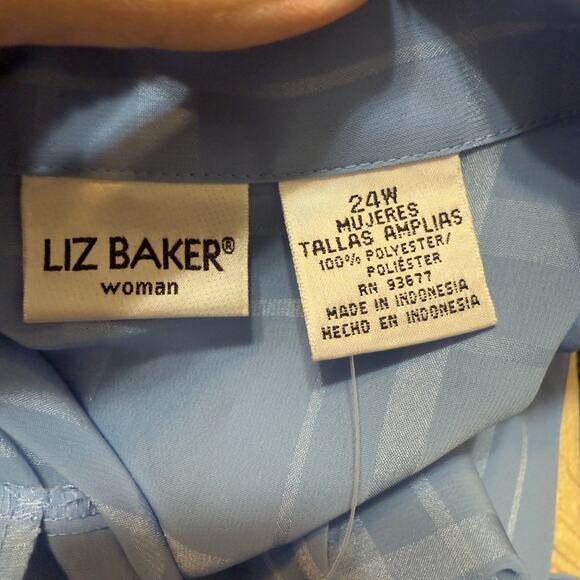 LIZ BAKER®
woman
24W
MUJERES
TALLAS AMPLIAS
100% POLYESTER/
POLIÉSTER
RN 93677
MADE IN INDONESIA
HECHO EN INDONESIA